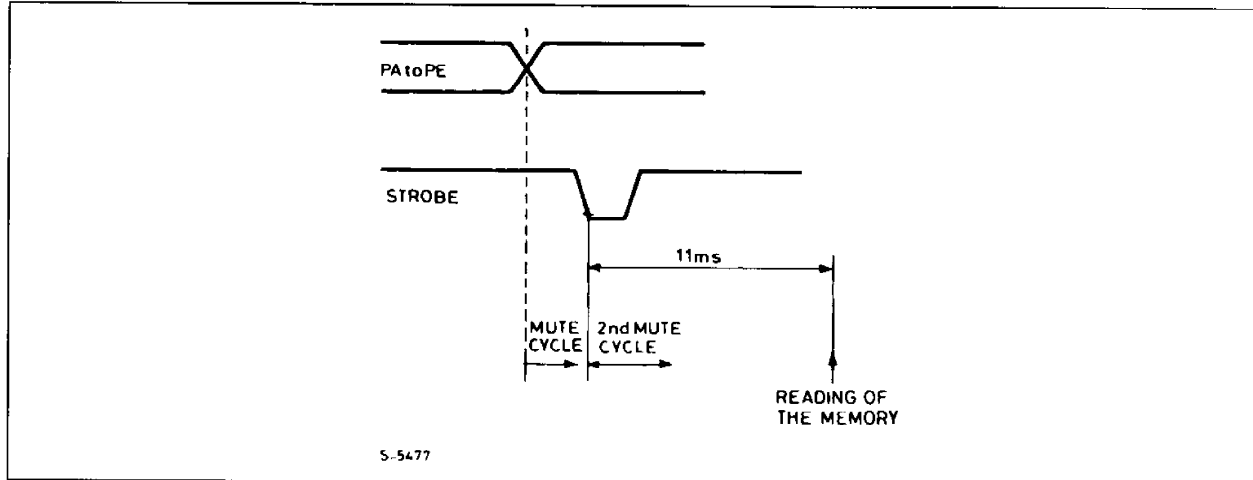 PA to PE
STROBE
11ms
MUTE
CYCLE
2nd MUTE
CYCLE
READING OF
THE MEMORY
S-5477